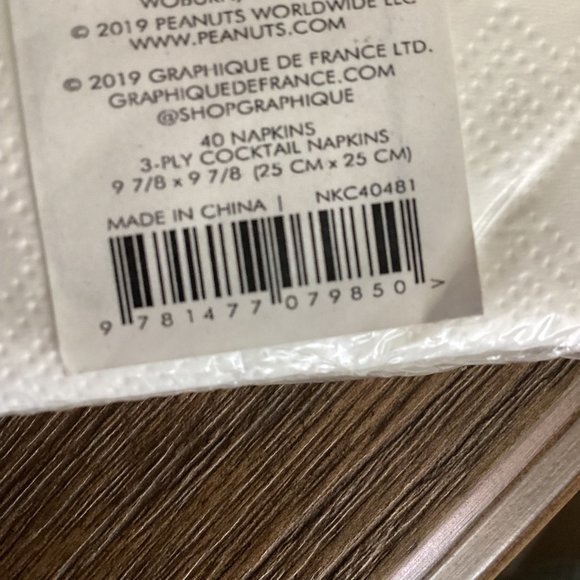 WOBURN,
© 2019 PEANUTS WORLDWIDE LLC
WWW.PEANUTS.COM
© 2019 GRAPHIQUE DE FRANCE LTD.
GRAPHIQUEDEFRANCE.COM
@SHOPGRAPHIQUE
40 NAPKINS
3-PLY COCKTAIL NAPKINS
9 7/8 x 9 7/8 (25 CM x 25 CM)
MADE IN CHINA | NKC40481
9 781477 079850 >